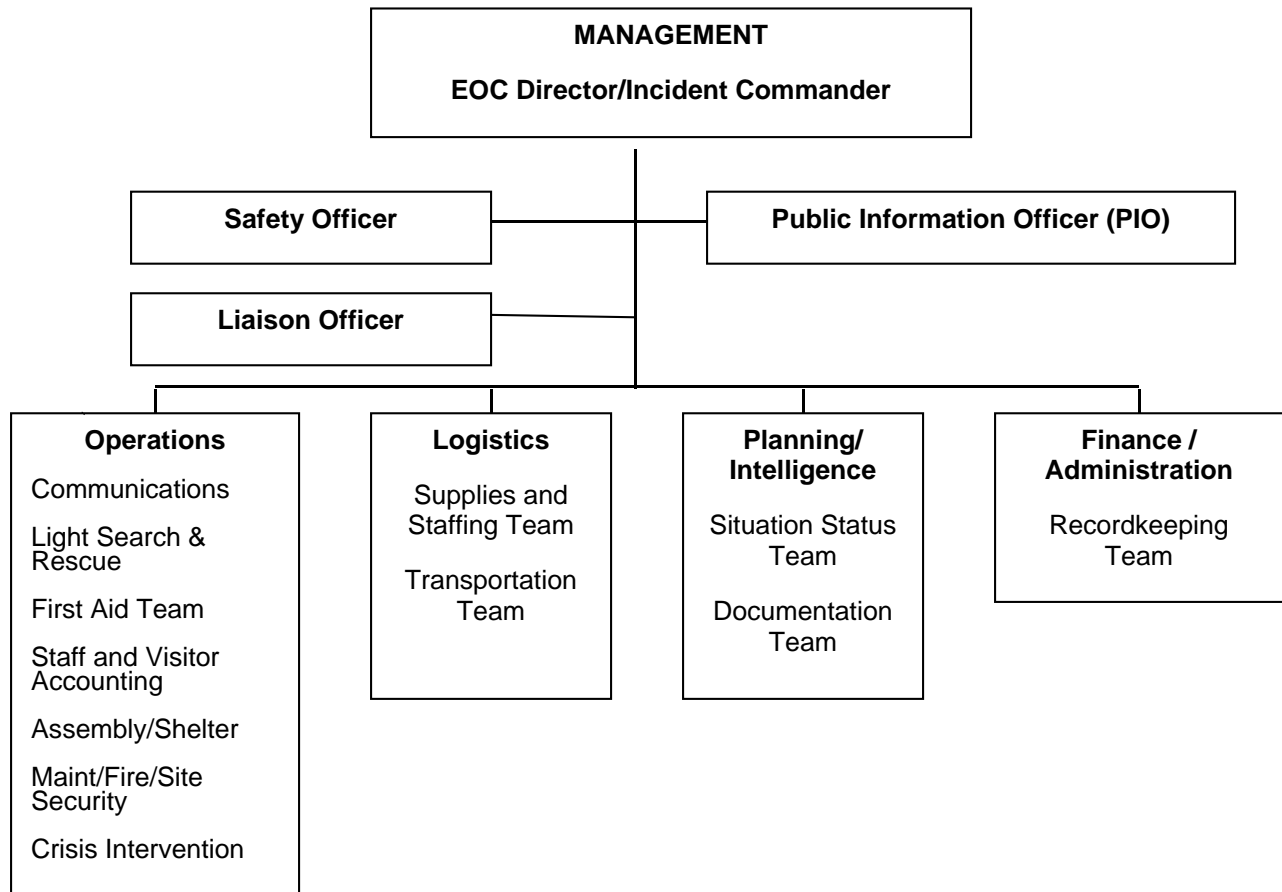 MANAGEMENT
EOC Director/Incident Commander
Safety Officer
Public Information Officer (PIO)
Liaison Officer
Operations
Communications
Light Search &
Rescue
First Aid Team
Staff and Visitor
Accounting
Assembly/Shelter
Maint/Fire/Site
Security
Crisis Intervention
Logistics
Supplies and
Staffing Team
Transportation
Team
Planning/
Intelligence
Situation Status
Team
Documentation
Team
Finance /
Administration
Recordkeeping
Team